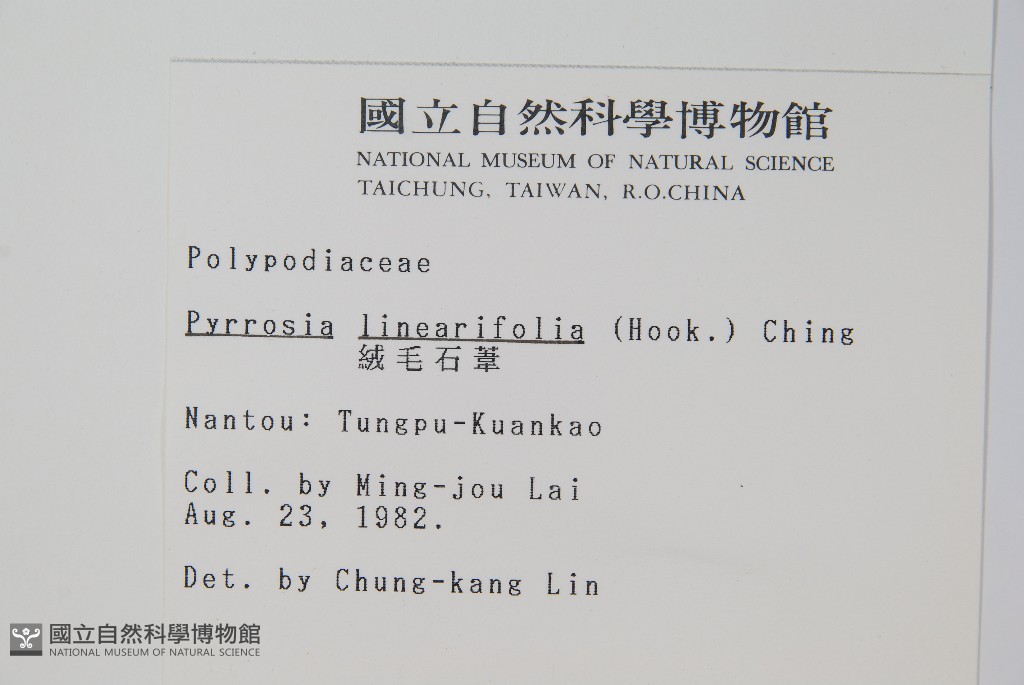 國立自然科學博物館
NATIONAL MUSEUM OF NATURAL SCIENCE
TAICHUNG, TAIWAN, R.O.CHINA
Polypodiaceae
Pyrrosia linearifolia (Hook.) Ching
絨毛石葦
Nantou: Tungpu-Kuankao
Coll. by Ming-jou Lai
Aug. 23, 1982.
Det. by Chung-kang Lin
國立自然科學博物館
NATIONAL MUSEUM OF NATURAL SCIENCE